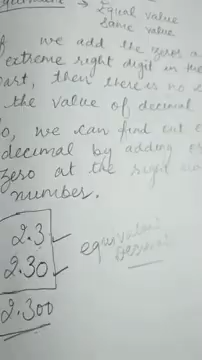 → Equal value
same value
we add the zeros
extreme right digit in the
part, then there is no
the value of decimal
so, we can find out
decimal by adding
zero at the right
number.
2.3
2.30
equivalent
Decimal
2.300